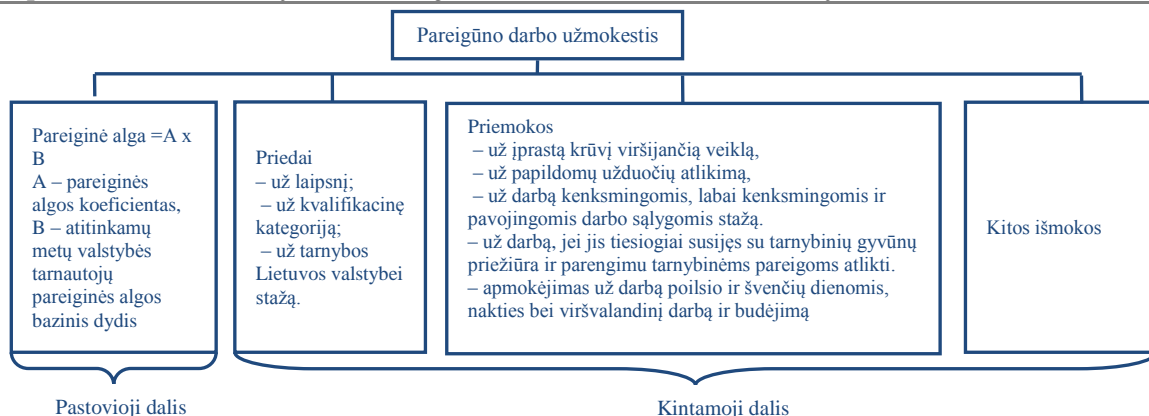 Pareigūno darbo užmokestis
Pareiginė alga =A x
B
A – pareiginės
algos koeficientas,
B – atitinkamų
metų valstybės
tarnautojų
pareiginės algos
bazinis dydis
Priedai
– už laipsnį;
– už kvalifikacinę
kategoriją;
– už tarnybos
Lietuvos valstybei
stažą.
Priemokos
– už įprastą krūvį viršijančią veiklą,
– už papildomų užduočių atlikimą,
– už darbą kenksmingomis, labai kenksmingomis ir
pavojingomis darbo sąlygomis stažą.
– už darbą, jei jis tiesiogiai susijęs su tarnybinių gyvūnų
priežiūra ir parengimu tarnybinėms pareigoms atlikti.
– apmokėjimas už darbą poilsio ir švenčių dienomis,
nakties bei viršvalandinį darbą ir budėjimą
Kitos išmokos
Pastovioji dalis
Kintamoji dalis